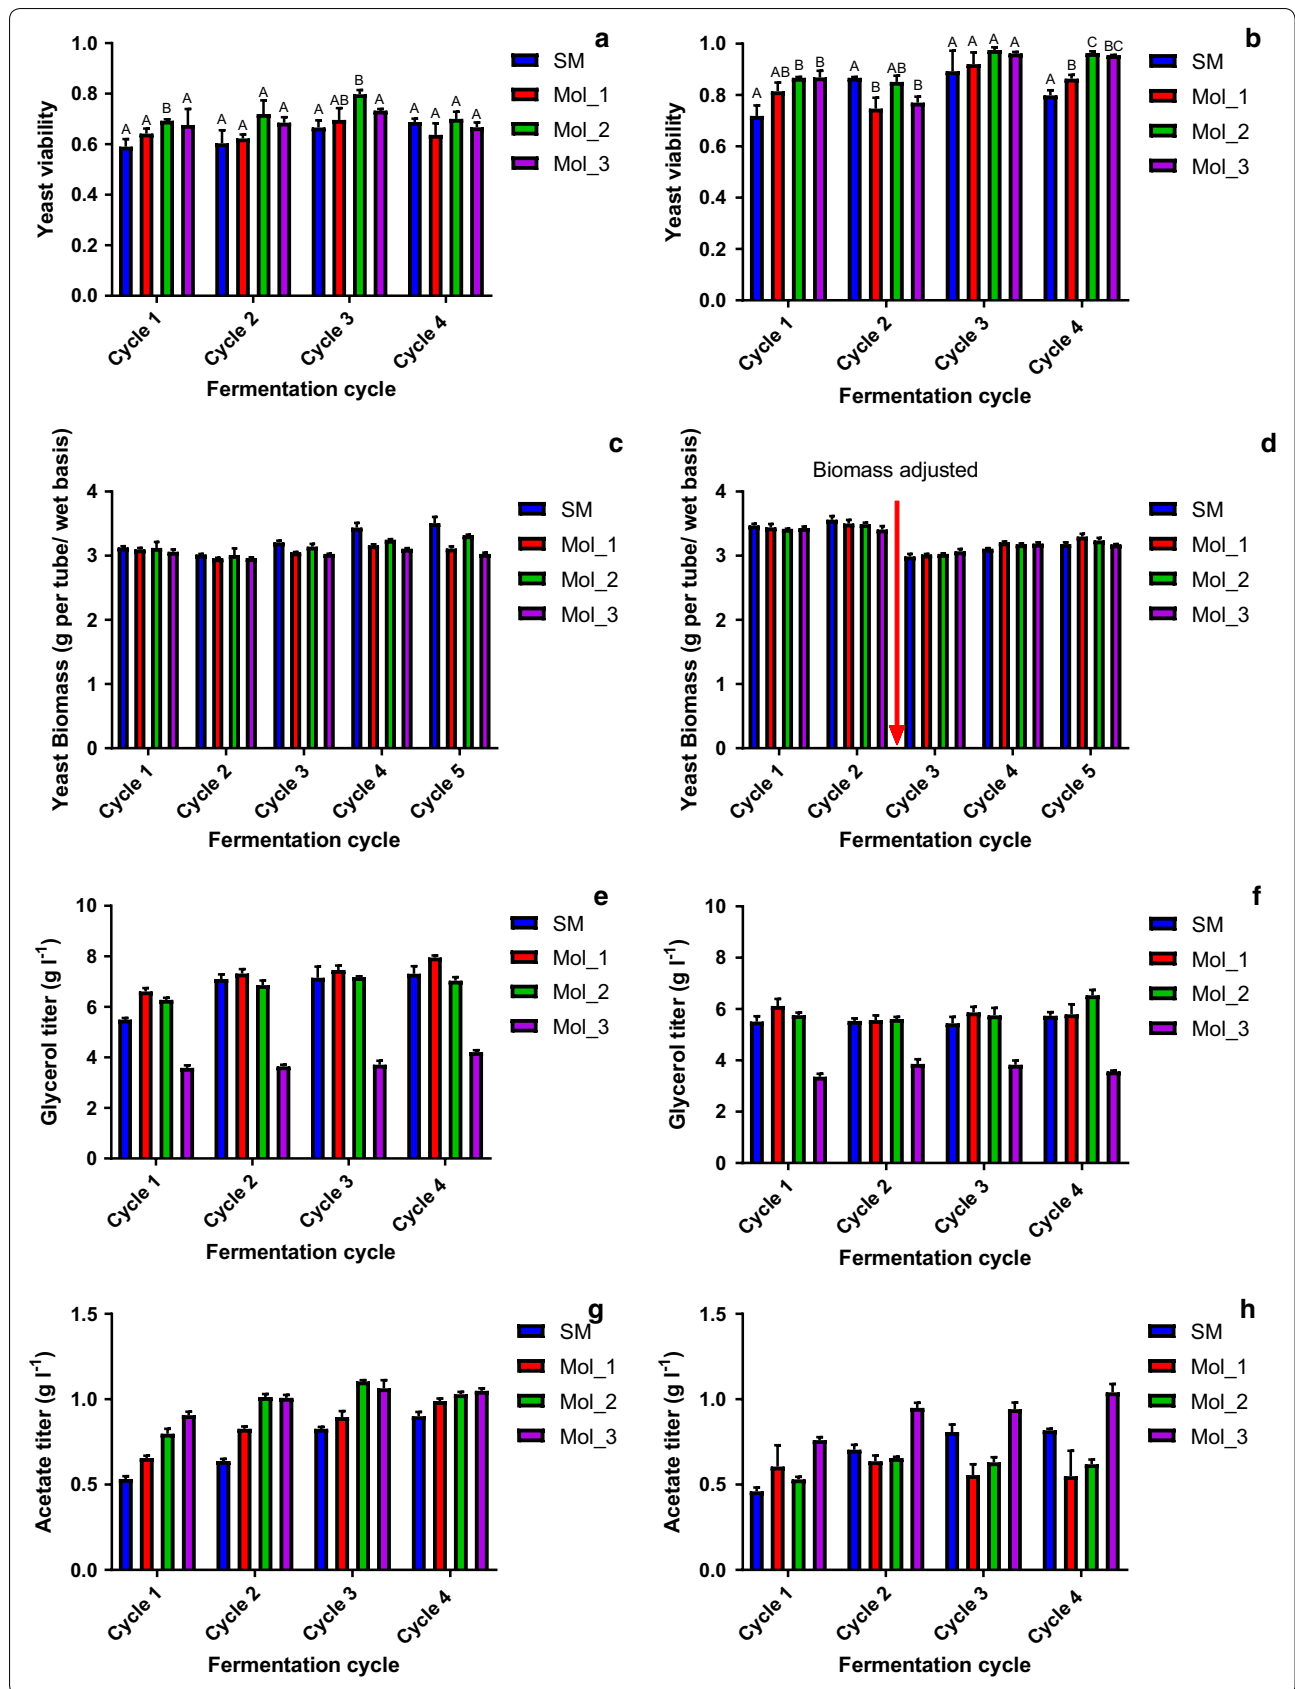 a
1.0
0.8
0.6
0.4
0.2
0.0
Yeast viability
A A B A
A A A A
A AB B A
A A A A
Cycle 1
Cycle 2
Cycle 3
Cycle 4
Fermentation cycle
SM
Mol_1
Mol_2
Mol_3
b
1.0
0.8
0.6
0.4
0.2
0.0
Yeast viability
A AB B B
A B AB B
A A A A
A B C BC
Cycle 1
Cycle 2
Cycle 3
Cycle 4
Fermentation cycle
SM
Mol_1
Mol_2
Mol_3
c
4
3
2
1
0
Yeast Biomass (g per tube/ wet basis)
Cycle 1
Cycle 2
Cycle 3
Cycle 4
Cycle 5
Fermentation cycle
SM
Mol_1
Mol_2
Mol_3
d
Biomass adjusted
4
3
2
1
0
Yeast Biomass (g per tube/ wet basis)
Cycle 1
Cycle 2
Cycle 3
Cycle 4
Cycle 5
Fermentation cycle
SM
Mol_1
Mol_2
Mol_3
e
10
8
6
4
2
0
Glycerol titer (g l⁻¹)
Cycle 1
Cycle 2
Cycle 3
Cycle 4
Fermentation cycle
SM
Mol_1
Mol_2
Mol_3
f
10
8
6
4
2
0
Glycerol titer (g l⁻¹)
Cycle 1
Cycle 2
Cycle 3
Cycle 4
Fermentation cycle
SM
Mol_1
Mol_2
Mol_3
g
1.5
1.0
0.5
0.0
Acetate titer (g l⁻¹)
Cycle 1
Cycle 2
Cycle 3
Cycle 4
Fermentation cycle
SM
Mol_1
Mol_2
Mol_3
h
1.5
1.0
0.5
0.0
Acetate titer (g l⁻¹)
Cycle 1
Cycle 2
Cycle 3
Cycle 4
Fermentation cycle
SM
Mol_1
Mol_2
Mol_3